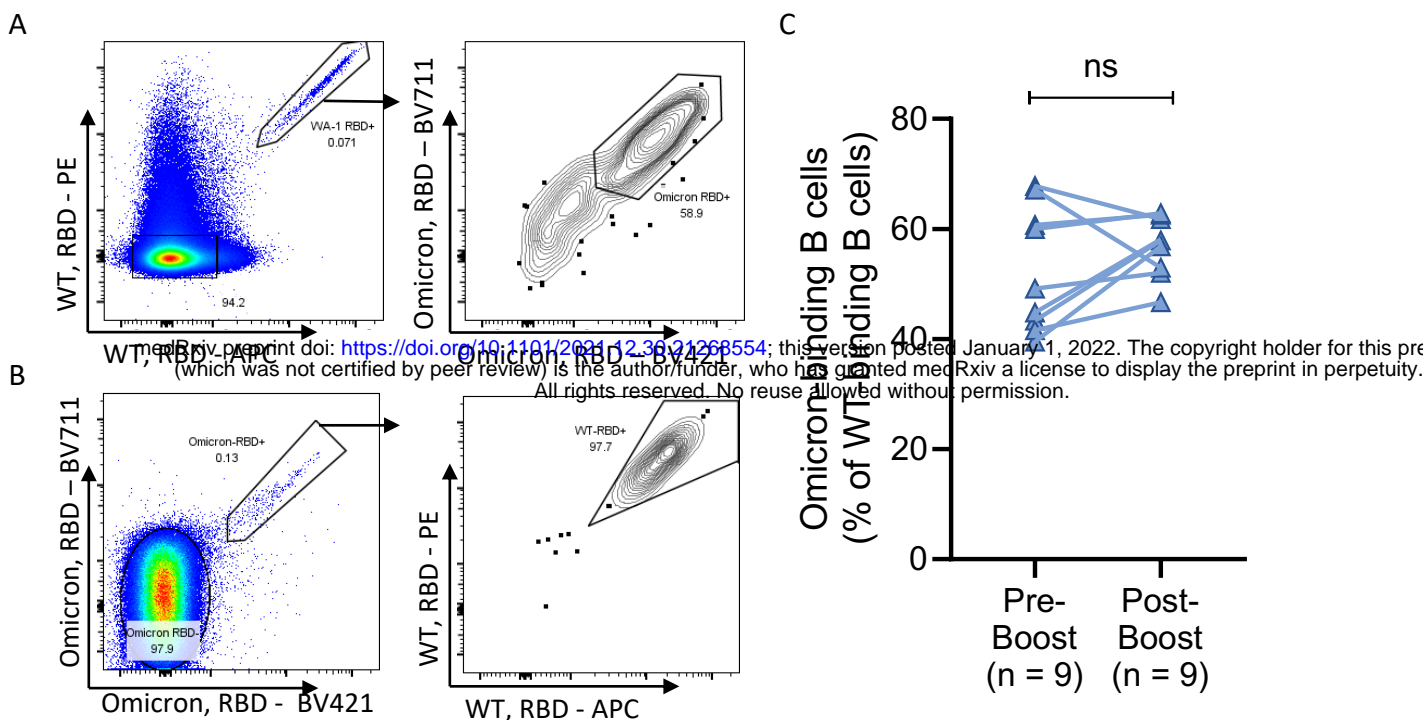 A
WT, RBD - PE
WA-1 RBD+
0.071
94.2
WT, RBD - APC
Omicron, RBD – BV711
Omicron RBD+
58.9
Omicron, RBD – BV421
medRxiv preprint doi: https://doi.org/10.1101/2021.12.30.21268554; this version posted January 1, 2022. The copyright holder for this pre
(which was not certified by peer review) is the author/funder, who has granted medRxiv a license to display the preprint in perpetuity.
All rights reserved. No reuse allowed without permission.
B
Omicron, RBD – BV711
Omicron-RBD+
0.13
Omicron RBD-
97.9
Omicron, RBD - BV421
WT, RBD - PE
WT-RBD+
97.7
WT, RBD - APC
C
ns
Omicron-binding B cells
(% of WT-binding B cells)
80
60
40
20
0
Pre-
Boost
(n = 9)
Post-
Boost
(n = 9)